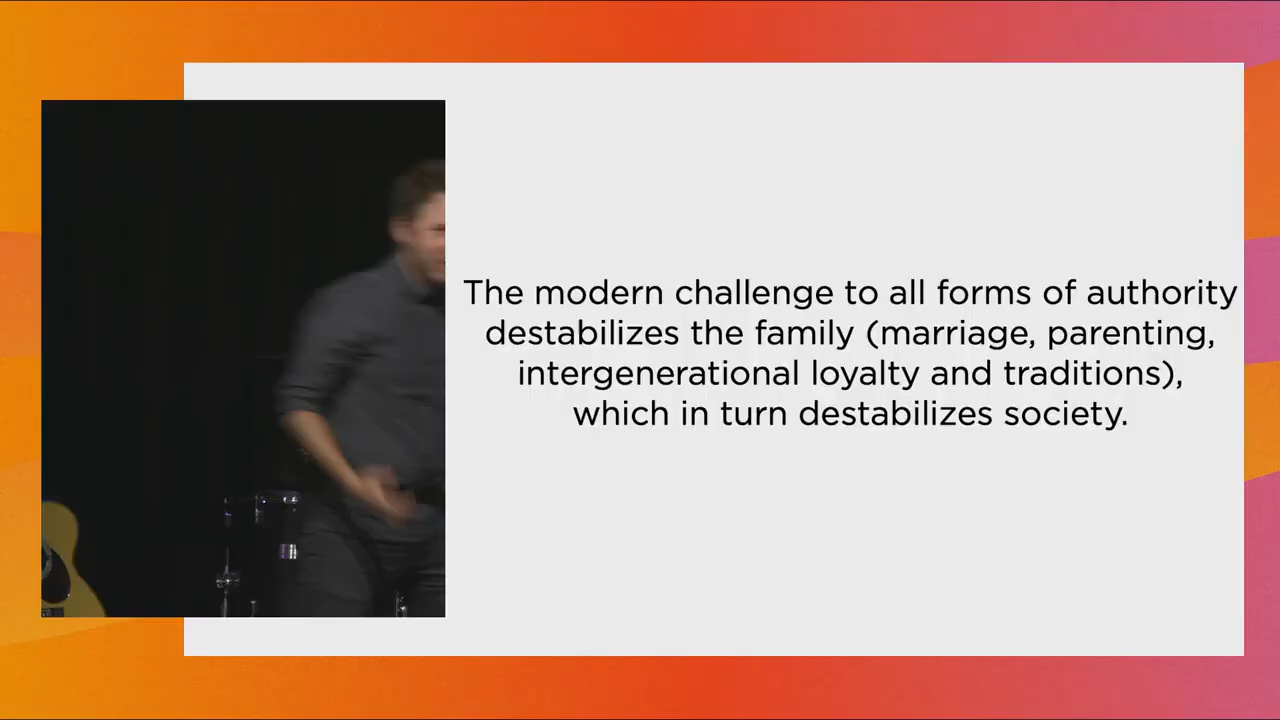 The modern challenge to all forms of authority
destabilizes the family (marriage, parenting,
intergenerational loyalty and traditions),
which in turn destabilizes society.